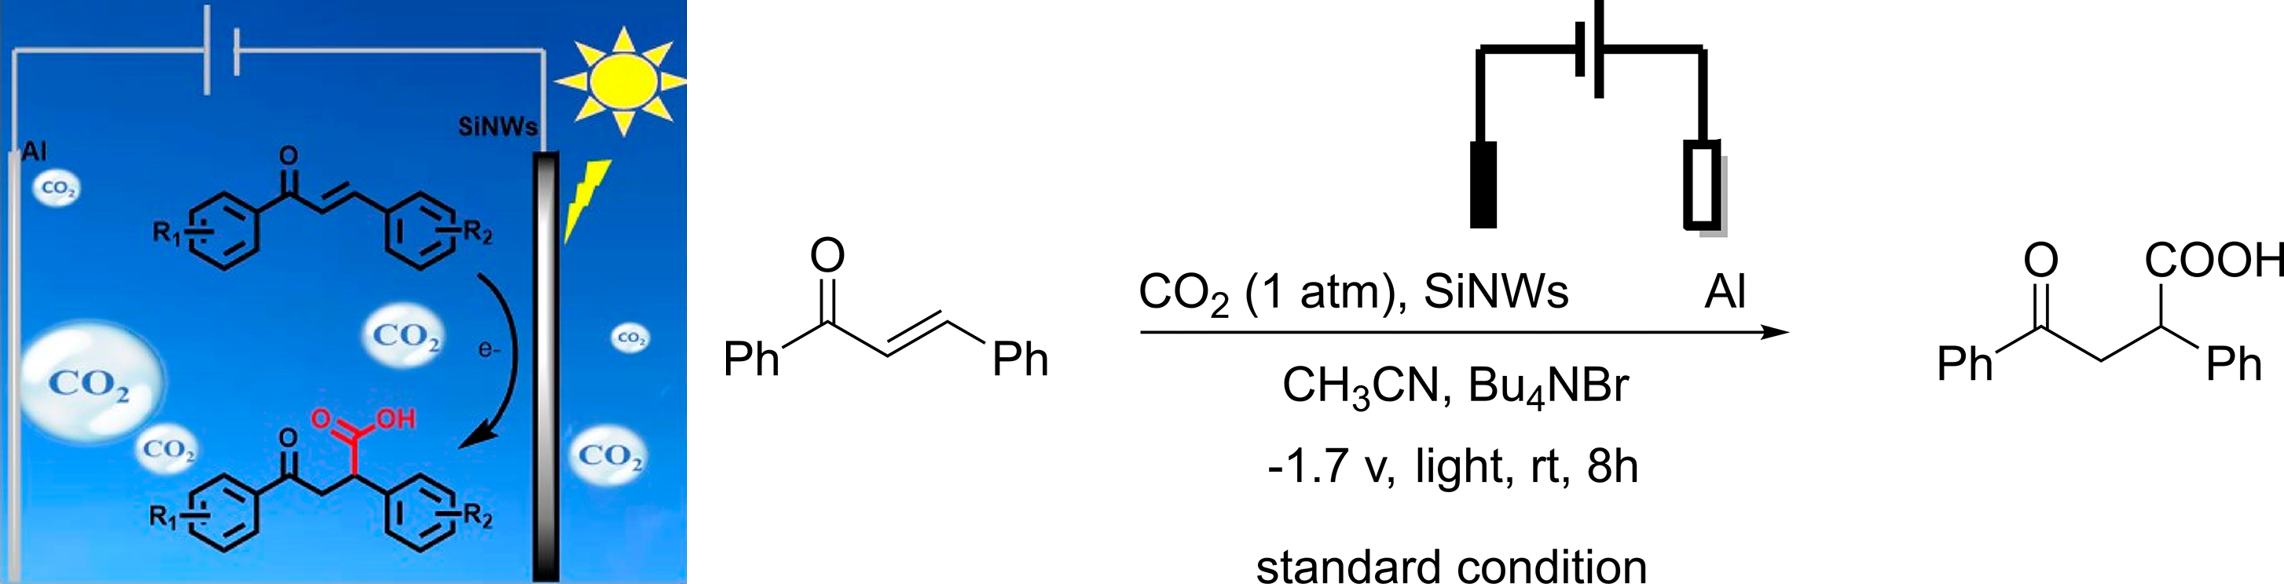 SiNWs
Al
CO₂
O
R₁
R₂
CO₂
CO₂
e-
CO₂
CO₂
O
OH
O
CO₂
R₁
R₂
O
Ph
Ph
CO₂ (1 atm), SiNWs
Al
CH₃CN, Bu₄NBr
-1.7 v, light, rt, 8h
standard condition
O
COOH
Ph
Ph